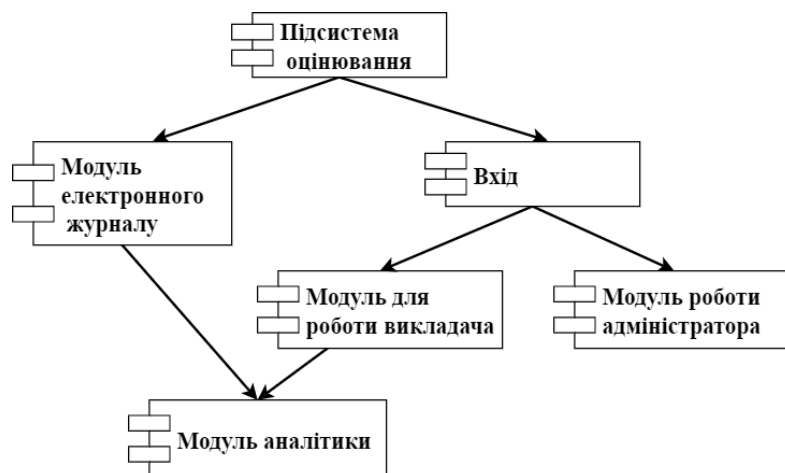 Підсистема
оцінювання
Модуль
електронного
журналу
Вхід
Модуль для
роботи викладача
Модуль роботи
адміністратора
Модуль аналітики